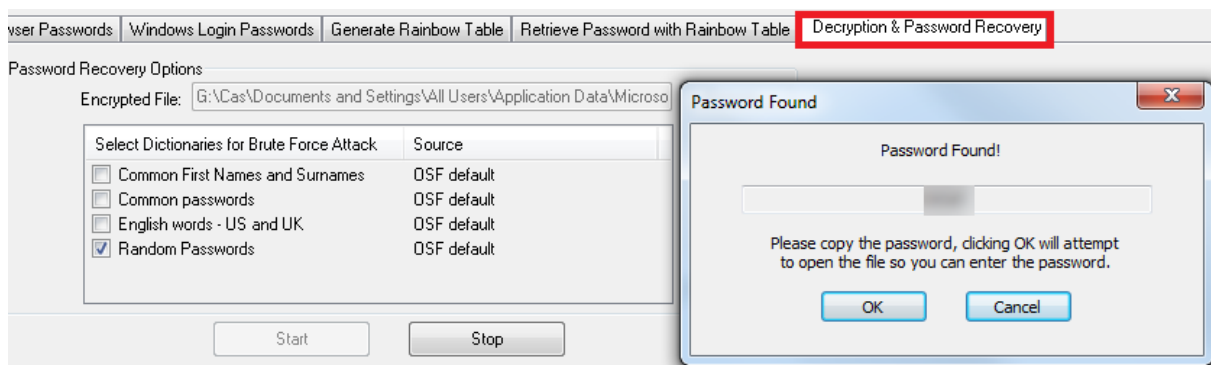 wser Passwords Windows Login Passwords Generate Rainbow Table Retrieve Password with Rainbow Table Decryption & Password Recovery
Password Recovery Options
Encrypted File: G:\Cas\Documents and Settings\All Users\Application Data\Microso
Select Dictionaries for Brute Force Attack Source
Common First Names and Surnames OSF default
Common passwords OSF default
English words - US and UK OSF default
Random Passwords OSF default
Start Stop
Password Found
Password Found!
Please copy the password, clicking OK will attempt
to open the file so you can enter the password.
OK Cancel